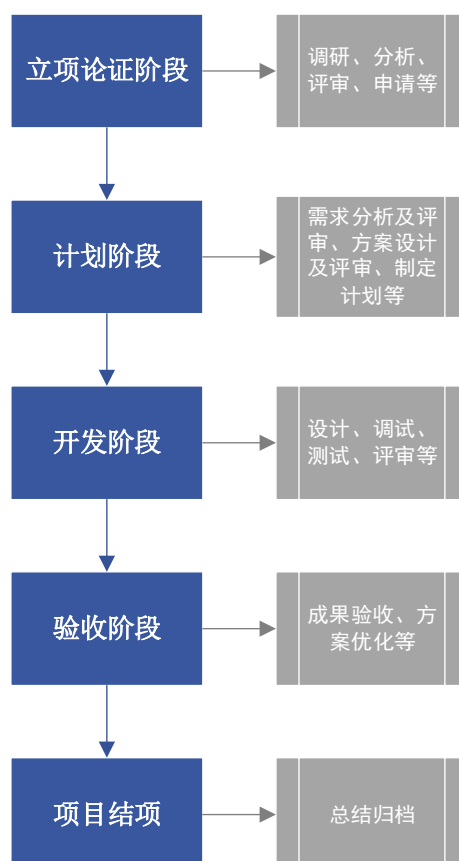 立项论证阶段
调研、分析、
评审、申请等
计划阶段
需求分析及评
审、方案设计
及评审、制定
计划等
开发阶段
设计、调试、
测试、评审等
验收阶段
成果验收、方
案优化等
项目结项
总结归档